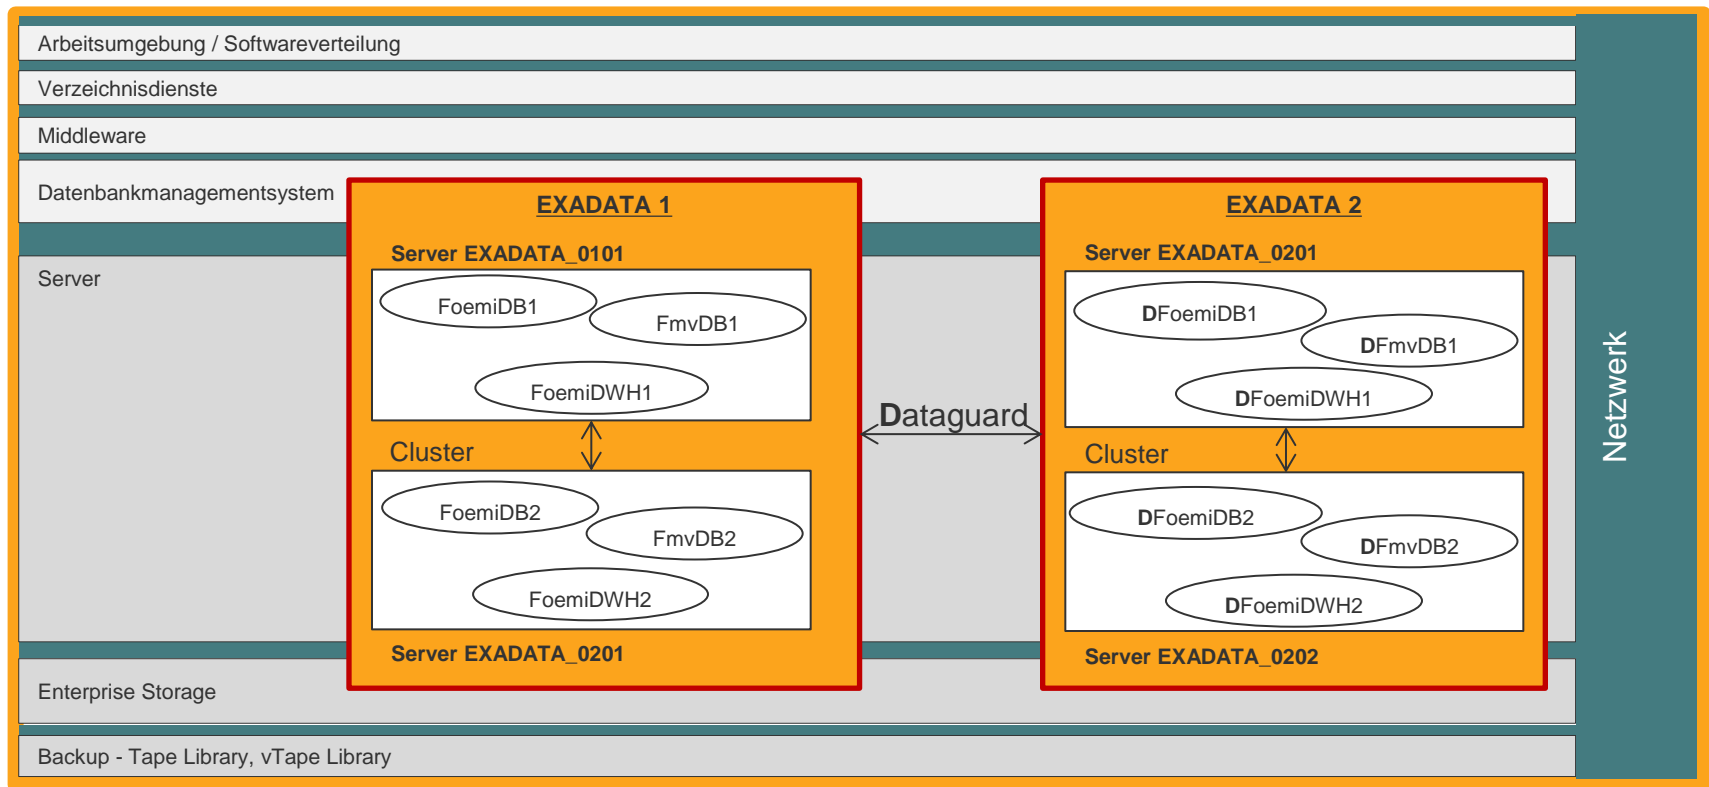 Arbeitsumgebung / Softwareverteilung
Verzeichnisdienste
Middleware
Datenbankmanagementsystem
Server
EXADATA 1
Server EXADATA_0101
FoemiDB1
FmvDB1
FoemiDWH1
Cluster
FoemiDB2
FmvDB2
FoemiDWH2
Server EXADATA_0201
Dataguard
EXADATA 2
Server EXADATA_0201
DFoemiDB1
DFmvDB1
DFoemiDWH1
Cluster
DFoemiDB2
DFmvDB2
DFoemiDWH2
Server EXADATA_0202
Enterprise Storage
Backup - Tape Library, vTape Library
Netzwerk